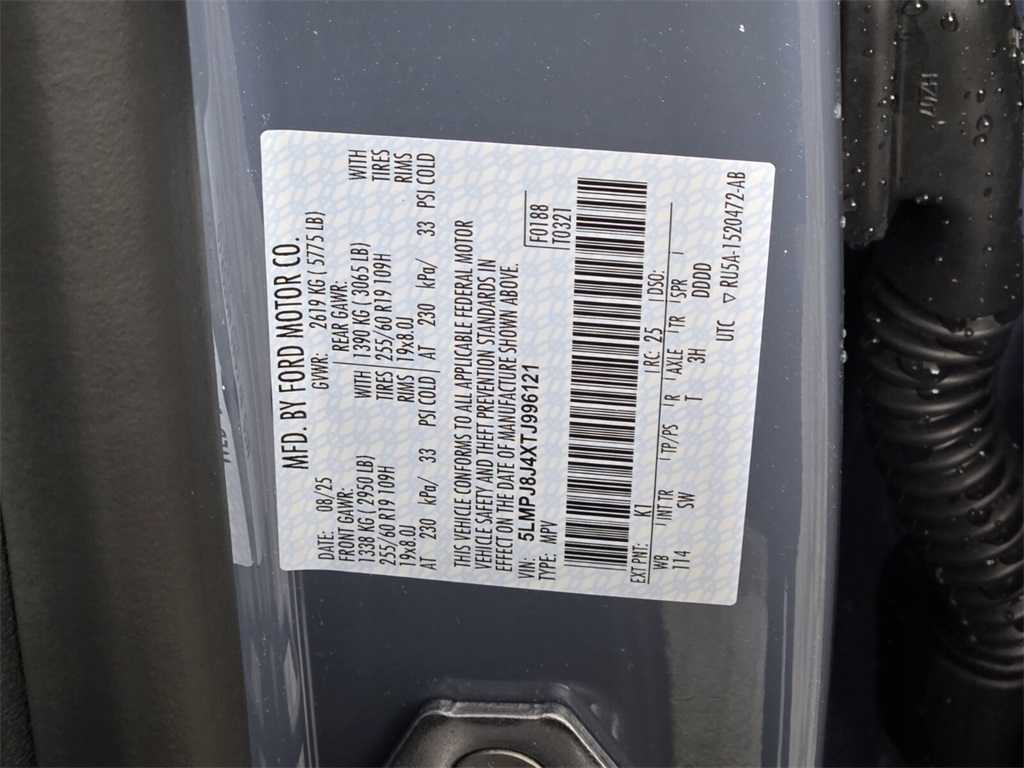 MFD. BY FORD MOTOR CO.
DATE: 08/25 GVWR: 2619 KG ( 5775 LB)
FRONT GAWR: REAR GAWR:
1338 KG ( 2950LB) WITH 1390 KG ( 3065 LB) WITH
255/60 R19 109H TIRES 255/60 R19 109H TIRES
19x8.0J RIMS 19x8.0J RIMS
AT 230 kPa/ 33 PSI COLD AT 230 kPa/ 33 PSI COLD
THIS VEHICLE CONFORMS TO ALL APPLICABLE FEDERAL MOTOR
VEHICLE SAFETY AND THEFT PREVENTION STANDARDS IN
EFFECT ON THE DATE OF MANUFACTURE SHOWN ABOVE.
VIN: 5LMPJ8J4XTJ996121 F0188
TYPE: MPV T0321
EXT PNT: K1 RC: 25 DSO:
WB INT TR TP/PS R AXLE TR SPR
114 SW T 3H DDDD
UTC ▽ RU5A-1520472-AB